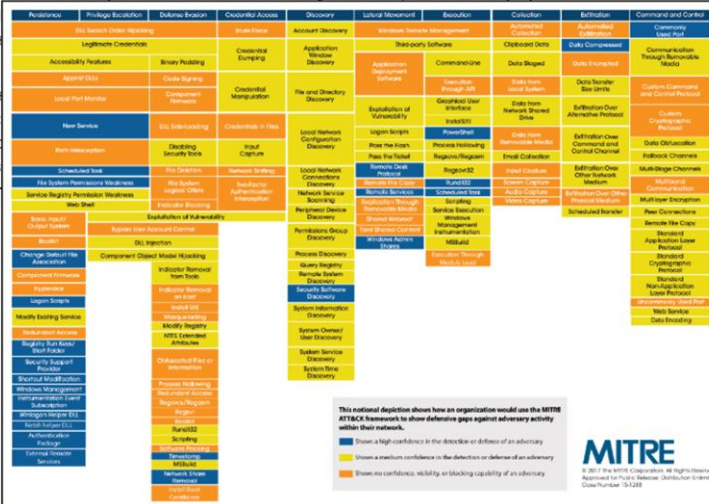 Persistence
Privilege Escalation
Defense Evasion
Credential Access
Discovery
Lateral Movement
Execution
Collection
Exfiltration
Command and Control
DLL Search Order Hijacking
Brute Force
Account Discovery
Windows Remote Management
Automated
Collection
Automated
Exfiltration
Commonly
Used Port
Legitimate Credentials
Credential
Dumping
Application
Window
Discovery
Third-party Software
Clipboard Data
Data Compressed
Communication
Through Removable
Media
Accessibility Features
Binary Padding
Application
Deployment
Software
Command-Line
Data Staged
Data Encrypted
AppInit DLLs
Code Signing
Credential
Manipulation
File and Directory
Discovery
Execution
through API
Data from
Local System
Data Transfer
Size Limits
Custom Command
and Control Protocol
Local Port Monitor
Component
Firmware
Exploitation of
Vulnerability
Graphical User
Interface
Data from
Network Shared
Drive
Exfiltration Over
Alternative Protocol
Custom
Cryptographic
Protocol
New Service
DLL Side-Loading
Credentials in Files
Local Network
Configuration
Discovery
InstallUtil
Logon Scripts
PowerShell
Data from
Removable Media
Exfiltration Over
Command and
Control Channel
Data Obfuscation
Path Interception
Disabling
Security Tools
Input
Capture
Pass the Hash
Process Hollowing
Fallback Channels
Pass the Ticket
Regsvcs/Regasm
Email Collection
Multi-Stage Channels
Scheduled Task
File Deletion
Network Sniffing
Local Network
Connections
Discovery
Remote Desk
Protocol
Regsvr32
Input Capture
Exfiltration Over
Other Network
Medium
Multiband
Communication
File System Permissions Weakness
File System
Logical Offsets
Two-Factor
Authentication
Interception
Remote File Copy
Rundll32
Screen Capture
Service Registry Permission Weakness
Network Service
Scanning
Remote Services
Scheduled Task
Audio Capture
Exfiltration Over Other
Physical Medium
Multilayer Encryption
Web Shell
Indicator Blocking
Peripheral Device
Discovery
Replication Through
Removable Media
Scripting
Video Capture
Scheduled Transfer
Peer Connections
Basic Input/
Output System
Exploitation of Vulnerability
Permissions Group
Discovery
Shared Webroot
Service Execution
Remote File Copy
Bypass User Account Control
Taint Shared Content
Windows
Management
Instrumentation
Standard
Application Layer
Protocol
Bootkit
DLL Injection
Process Discovery
Windows Admin
Shares
MSBuild
Standard
Cryptographic
Protocol
Change Default File
Association
Component Object Model Hijacking
Query Registry
Execution Through
Module Load
Component Firmware
Indicator Removal
from Tools
Remote System
Discovery
Standard
Non-Application
Layer Protocol
Hypervisor
Indicator Removal
on Host
Security Software
Discovery
Uncommonly Used Port
Logon Scripts
InstallUtil
System Information
Discovery
Web Service
Modify Existing Service
Masquerading
Data Encoding
Redundant Access
Modify Registry
System Owner/
User Discovery
Registry Run Keys/
Start Folder
NTFS Extended
Attributes
System Service
Discovery
Security Support
Provider
Obfuscated Files or
Information
System Time
Discovery
Shortcut Modification
Process Hollowing
Windows Management
Instrumentation Event
Subscription
Redundant Access
Regsvcs/Regasm
Winlogon Helper DLL
Regsvr
Netsh Helper DLL
Rootkit
Authentication
Package
Rundll32
External Remote
Services
Scripting
Software Packing
Timestomp
MSBuild
Network Share
Removal
Install Root
Certificate
This notional depiction shows how an organization would use the MITRE
ATT&CK framework to show defensive gaps against adversary activity
within their network.
Shows a high confidence in the detection or defense of an adversary
Shows a medium confidence in the detection or defense of an adversary
Shows no confidence, visibility, or blocking capability of an adversary
MITRE
© 2017 The MITRE Corporation. All Rights Reserved
Approved for Public Release. Distribution Unlimited
Case Number 15-1288